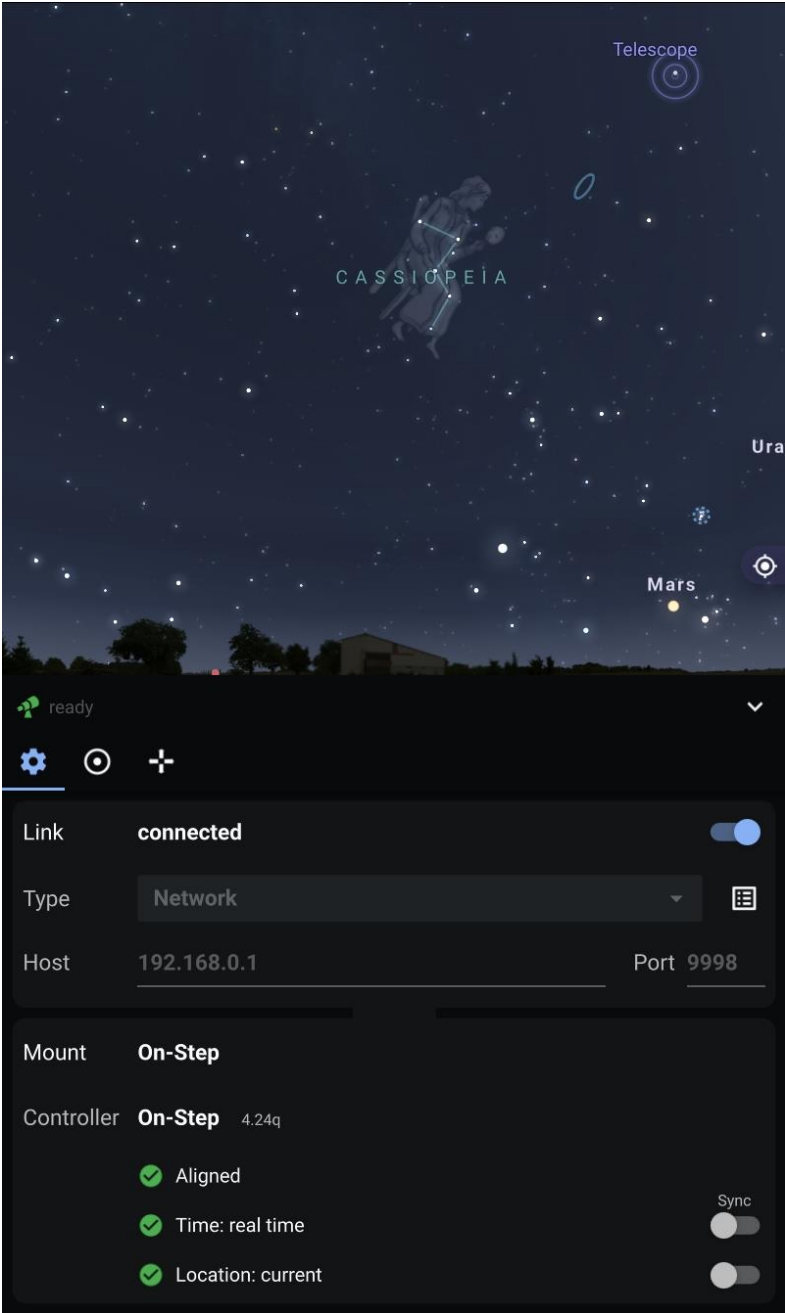 Telescope
CASSIOPEIA
Ura
Mars
ready
Link connected
Type Network
Host 192.168.0.1 Port 9998
Mount On-Step
Controller On-Step 4.24q
Aligned
Sync
Time: real time
Location: current